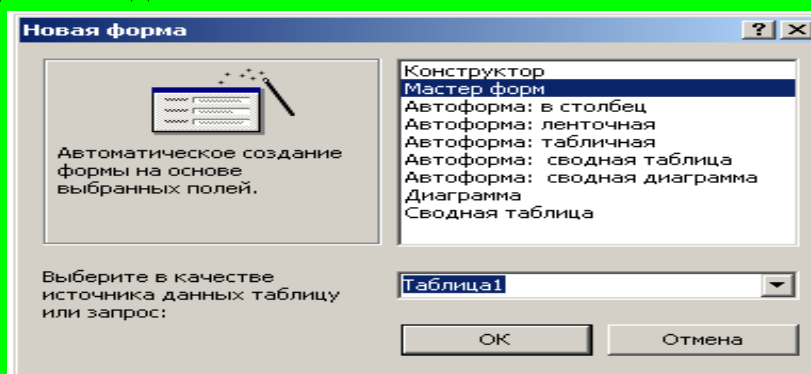 Новая форма
Автоматическое создание
формы на основе
выбранных полей.
Конструктор
Мастер форм
Автоформа: в столбец
Автоформа: ленточная
Автоформа: табличная
Автоформа: сводная таблица
Автоформа: сводная диаграмма
Диаграмма
Сводная таблица
Выберите в качестве
источника данных таблицу
или запрос:
Таблица1
ОК
Отмена